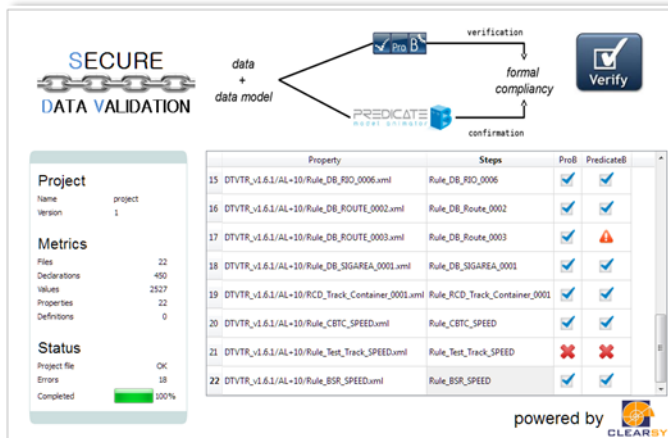 SECURE
DATA VALIDATION
data
+
data model
Pro B
verification
formal
compliancy
PREDICATE B
model animator
confirmation
Verify
Project
Name project
Version 1
Metrics
Files 22
Declarations 450
Values 2527
Properties 22
Definitions 0
Status
Project file OK
Errors 18
Completed 100%
Property Steps ProB PredicateB
15 DTVTR_v1.6.1/AL+10/Rule_DB_RIO_0006.xml Rule_DB_RIO_0006
16 DTVTR_v1.6.1/AL+10/Rule_DB_ROUTE_0002.xml Rule_DB_Route_0002
17 DTVTR_v1.6.1/AL+10/Rule_DB_ROUTE_0003.xml Rule_DB_Route_0003
18 DTVTR_v1.6.1/AL+10/Rule_DB_SIGAREA_0001.xml Rule_DB_SIGAREA_0001
19 DTVTR_v1.6.1/AL+10/RCD_Track_Container_0001.xml Rule_RCD_Track_Container_0001
20 DTVTR_v1.6.1/AL+10/Rule_CBTC_SPEED.xml Rule_CBTC_SPEED
21 DTVTR_v1.6.1/AL+10/Rule_Test_Track_SPEED.xml Rule_Test_Track_SPEED
22 DTVTR_v1.6.1/AL+10/Rule_BSR_SPEED.xml Rule_BSR_SPEED
powered by
CLEARSY